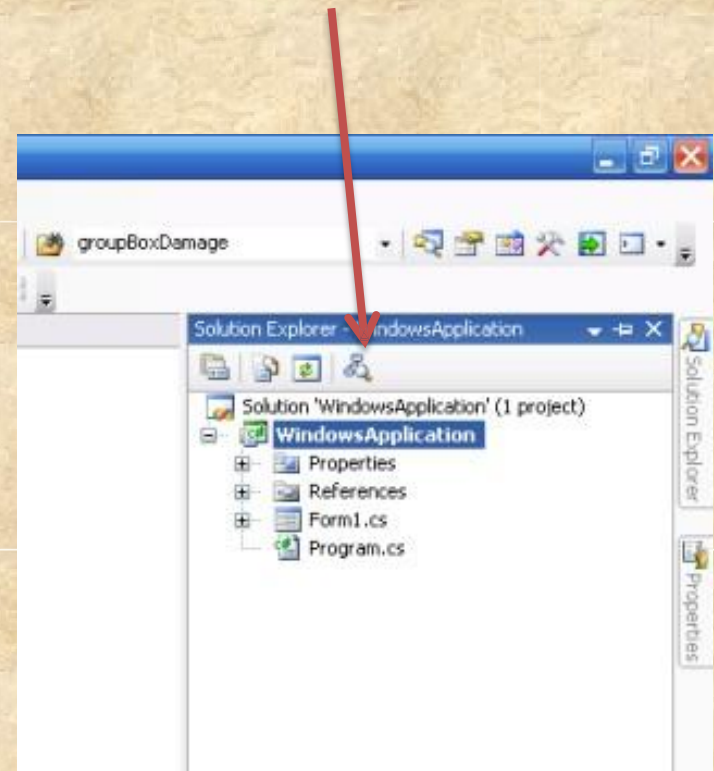 groupBoxDamage
Solution Explorer - WindowsApplication
Solution 'WindowsApplication' (1 project)
WindowsApplication
Properties
References
Form1.cs
Program.cs
Solution Explorer
Properties